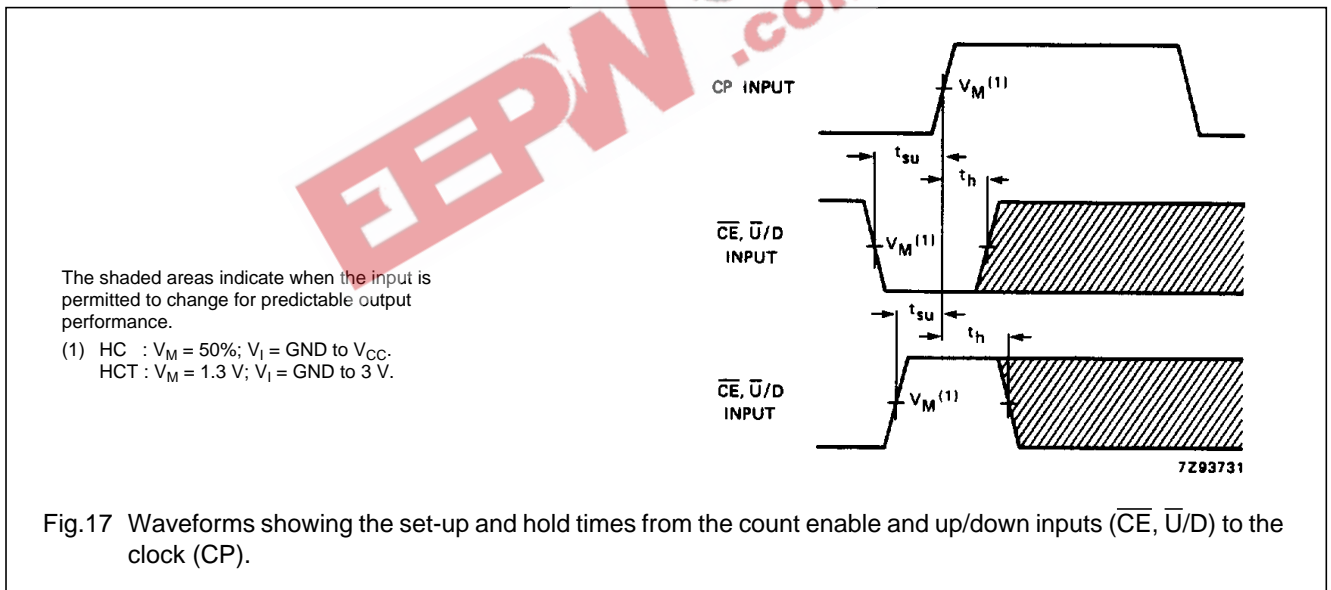 EEPW .com
CP INPUT
V_M (1)
t_su
t_h
C̅E̅, U̅/D
INPUT
V_M (1)
The shaded areas indicate when the input is
permitted to change for predictable output
performance.
(1) HC : V_M = 50%; V_I = GND to V_CC.
HCT : V_M = 1.3 V; V_I = GND to 3 V.
t_su
t_h
C̅E̅, U̅/D
INPUT
V_M (1)
7Z93731
Fig.17 Waveforms showing the set-up and hold times from the count enable and up/down inputs (C̅E̅, U̅/D) to the
clock (CP).